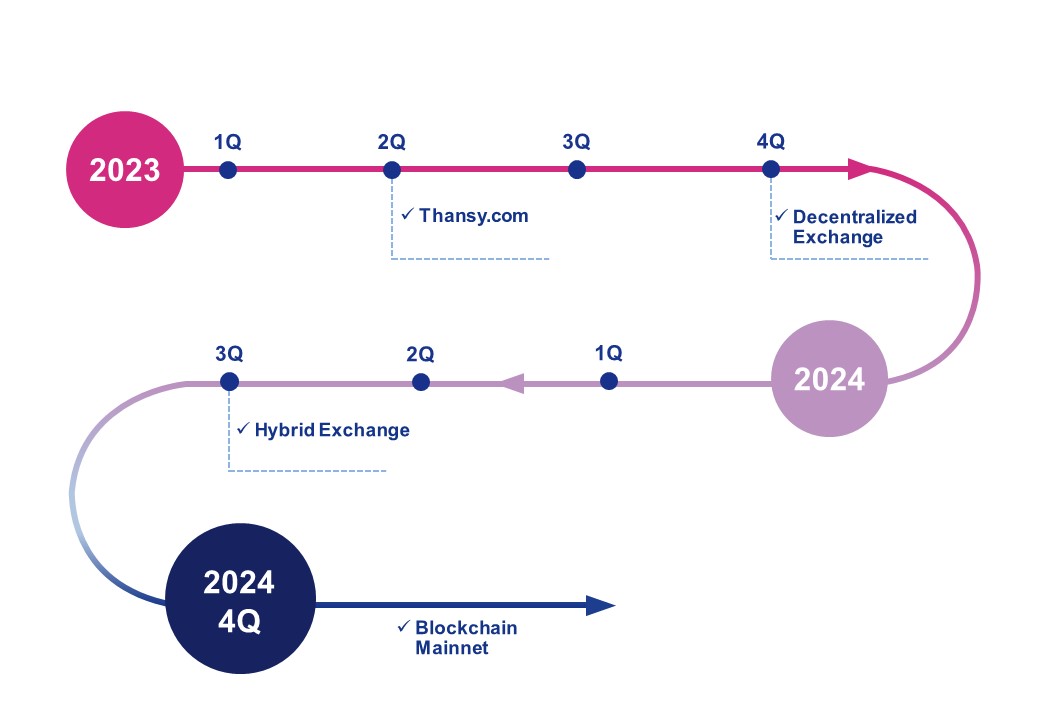 1Q
2Q
3Q
4Q
2023
✓ Thansy.com
✓ Decentralized
Exchange
3Q
2Q
1Q
2024
✓ Hybrid Exchange
2024
4Q
✓ Blockchain
Mainnet